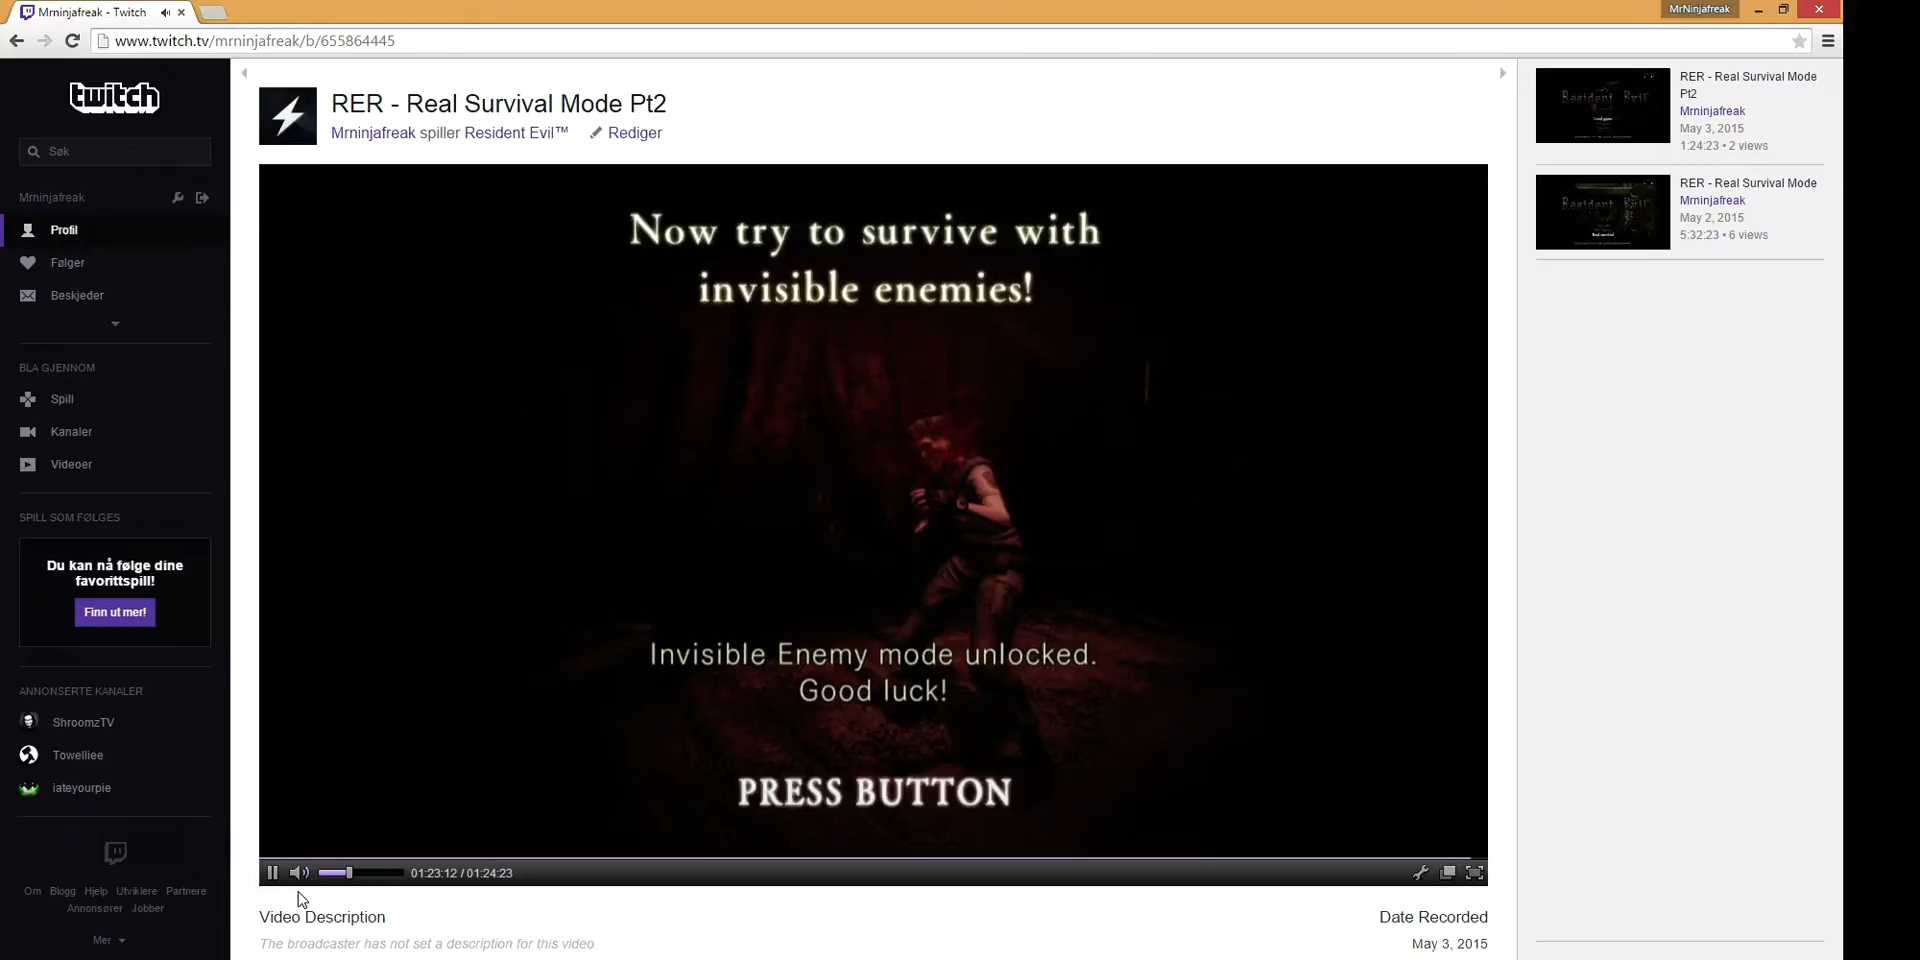 Mrninjafreak - Twitch
MrNinjafreak
www.twitch.tv/mrninjafreak/b/655864445
twitch
Søk
Mrninjafreak
Profil
Følger
Beskjeder
BLA GJENNOM
Spill
Kanaler
Videoer
SPILL SOM FØLGES
Du kan nå følge dine
favorittspill!
Finn ut mer!
ANNONSERTE KANALER
ShroomzTV
Towelliee
iateyourpie
Om Blogg Hjelp Utviklere Partnere
Annonsører Jobber
Mer
RER - Real Survival Mode Pt2
Mrninjafreak spiller Resident Evil™ Rediger
Now try to survive with
invisible enemies!
Invisible Enemy mode unlocked.
Good luck!
PRESS BUTTON
01:23:12 / 01:24:23
Video Description
Date Recorded
The broadcaster has not set a description for this video
May 3, 2015
Resident Evil
RER - Real Survival Mode
Pt2
Mrninjafreak
May 3, 2015
1:24:23 • 2 views
Resident Evil
RER - Real Survival Mode
Mrninjafreak
May 2, 2015
5:32:23 • 6 views